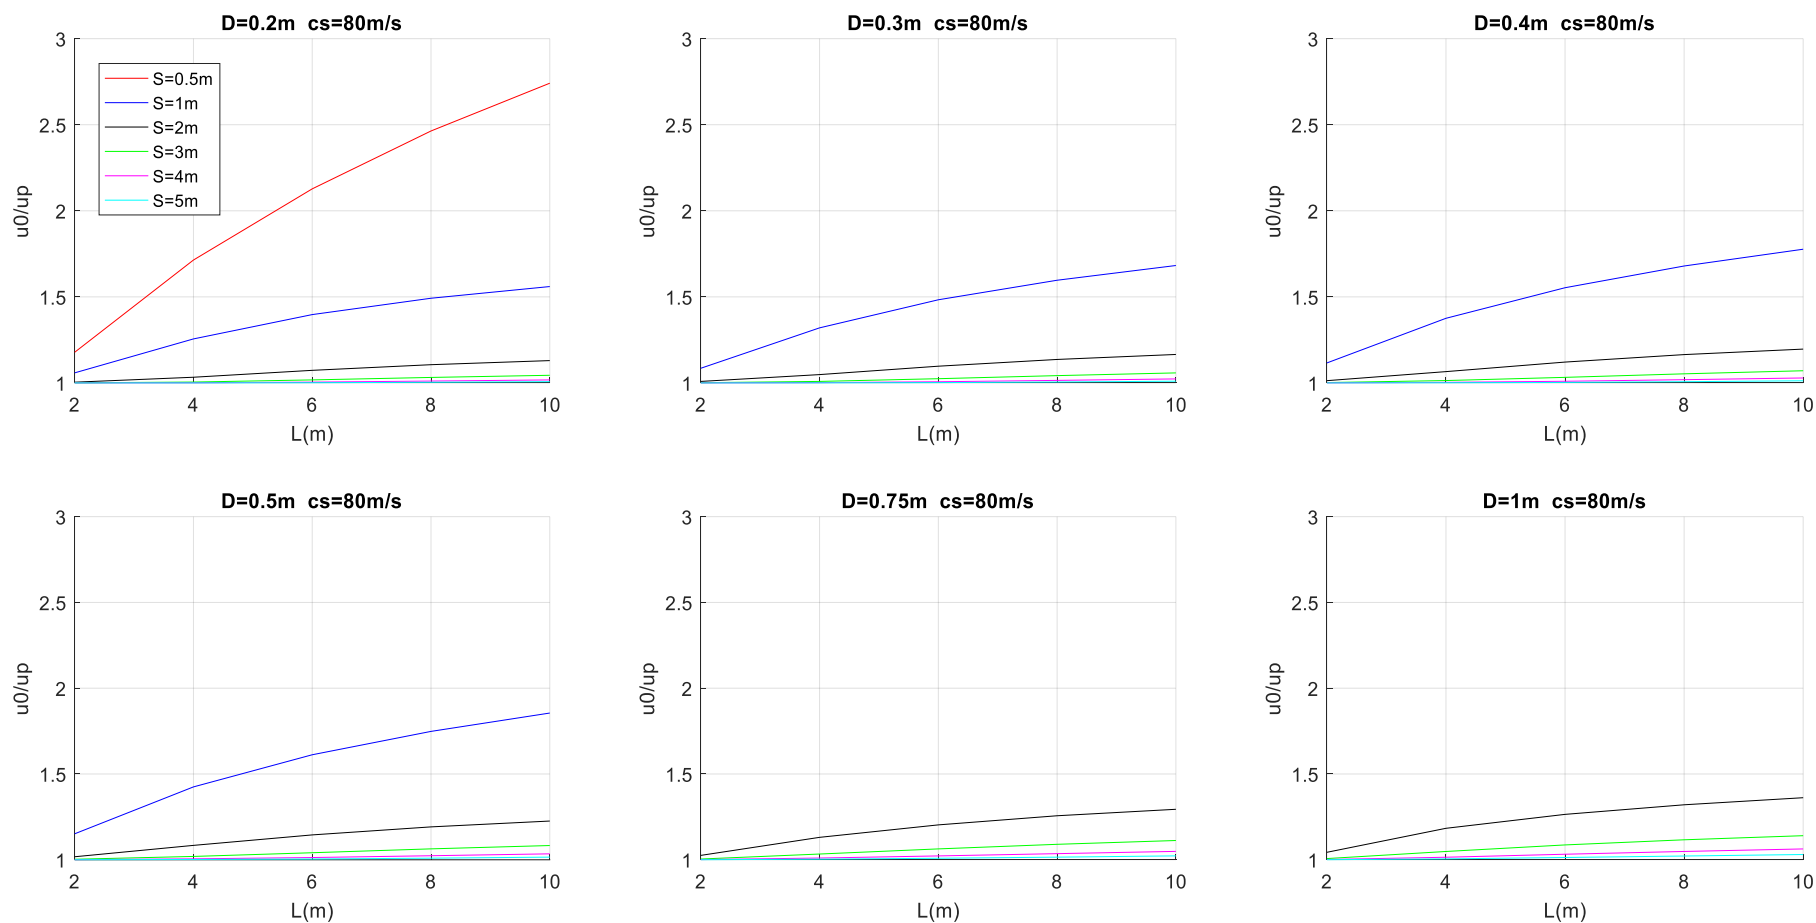 D=0.2m  cs=80m/s
3
2.5
2
1.5
1
u0/up
S=0.5m
S=1m
S=2m
S=3m
S=4m
S=5m
2 4 6 8 10
L(m)
D=0.3m  cs=80m/s
3
2.5
2
1.5
1
u0/up
2 4 6 8 10
L(m)
D=0.4m  cs=80m/s
3
2.5
2
1.5
1
u0/up
2 4 6 8 10
L(m)
D=0.5m  cs=80m/s
3
2.5
2
1.5
1
u0/up
2 4 6 8 10
L(m)
D=0.75m  cs=80m/s
3
2.5
2
1.5
1
u0/up
2 4 6 8 10
L(m)
D=1m  cs=80m/s
3
2.5
2
1.5
1
u0/up
2 4 6 8 10
L(m)